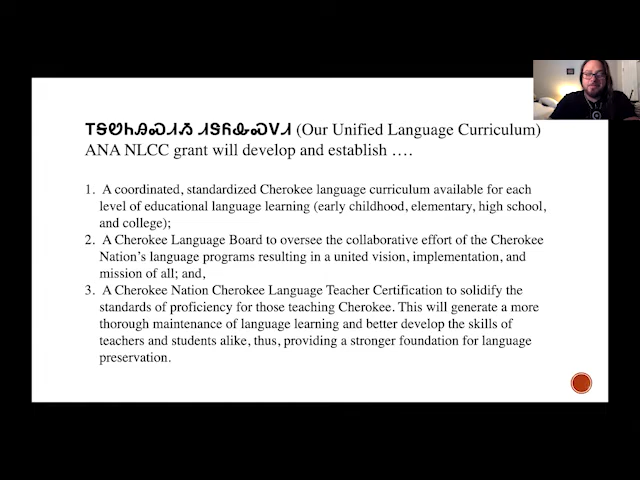 ᎢᎦᏬᏂᎯᏍᏗᏱ ᏗᎦᏲᎲᏍᏙᏗ (Our Unified Language Curriculum)
ANA NLCC grant will develop and establish ….
1. A coordinated, standardized Cherokee language curriculum available for each
level of educational language learning (early childhood, elementary, high school,
and college);
2. A Cherokee Language Board to oversee the collaborative effort of the Cherokee
Nation’s language programs resulting in a united vision, implementation, and
mission of all; and,
3. A Cherokee Nation Cherokee Language Teacher Certification to solidify the
standards of proficiency for those teaching Cherokee. This will generate a more
thorough maintenance of language learning and better develop the skills of
teachers and students alike, thus, providing a stronger foundation for language
preservation.